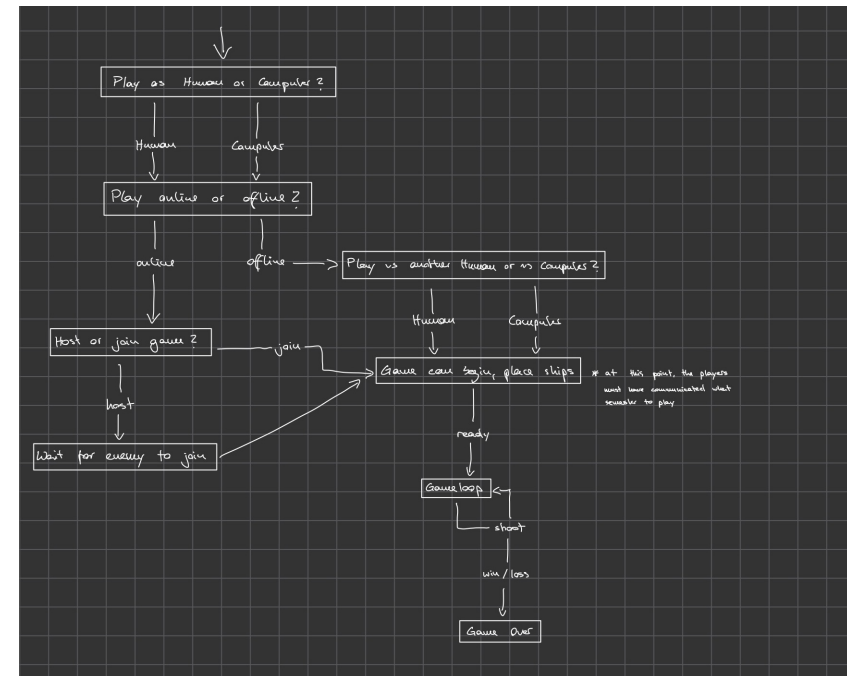 Play as Human or Computer?
Human
Computer
Play online or offline?
online
offline
Play vs another Human or vs Computer?
Human
Computer
Host or join game?
join
Game can begin, place ships
* at this point, the players
must have communicated what
semester to play
host
ready
Wait for enemy to join
Gameloop
shoot
win / loss
Game Over